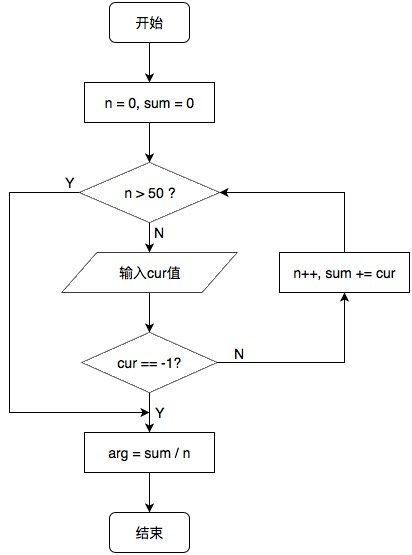 开始
n = 0, sum = 0
Y
n > 50 ?
N
输入cur值
n++, sum += cur
cur == -1?
N
Y
arg = sum / n
结束